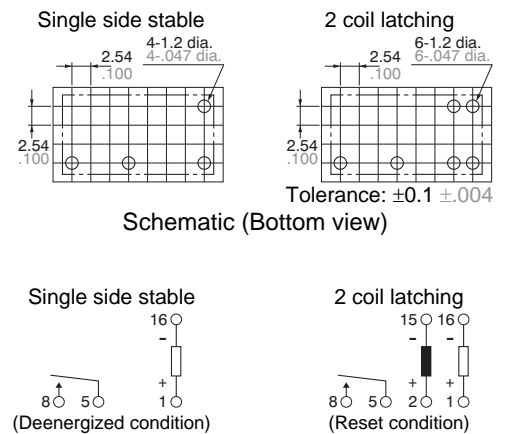 Single side stable
2 coil latching
2.54
.100
4-1.2 dia.
4-.047 dia.
2.54
.100
6-1.2 dia.
6-.047 dia.
2.54
.100
2.54
.100
Tolerance: ±0.1 ±.004
Schematic (Bottom view)
Single side stable
2 coil latching
16
-
+
8 5 1
(Deenergized condition)
15 16
- -
+ +
8 5 2 1
(Reset condition)